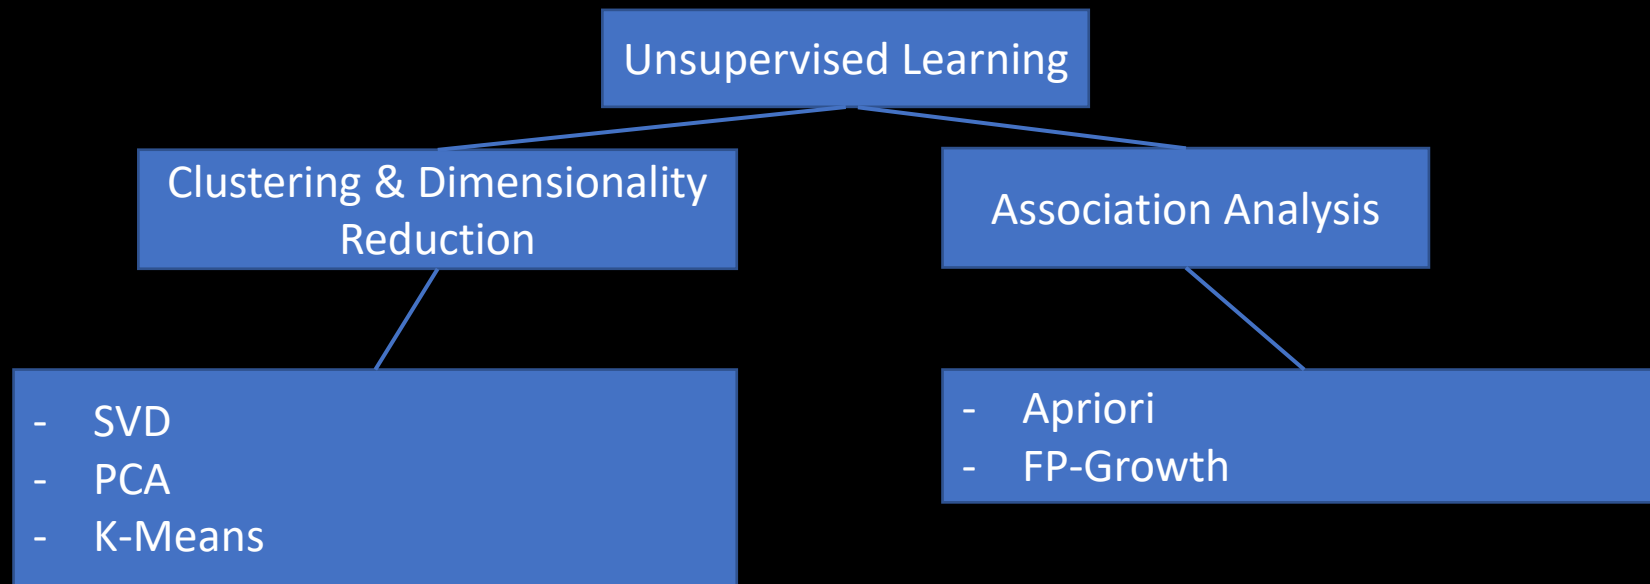 Unsupervised Learning
Clustering & Dimensionality
Reduction
Association Analysis
- SVD
- PCA
- K-Means
- Apriori
- FP-Growth